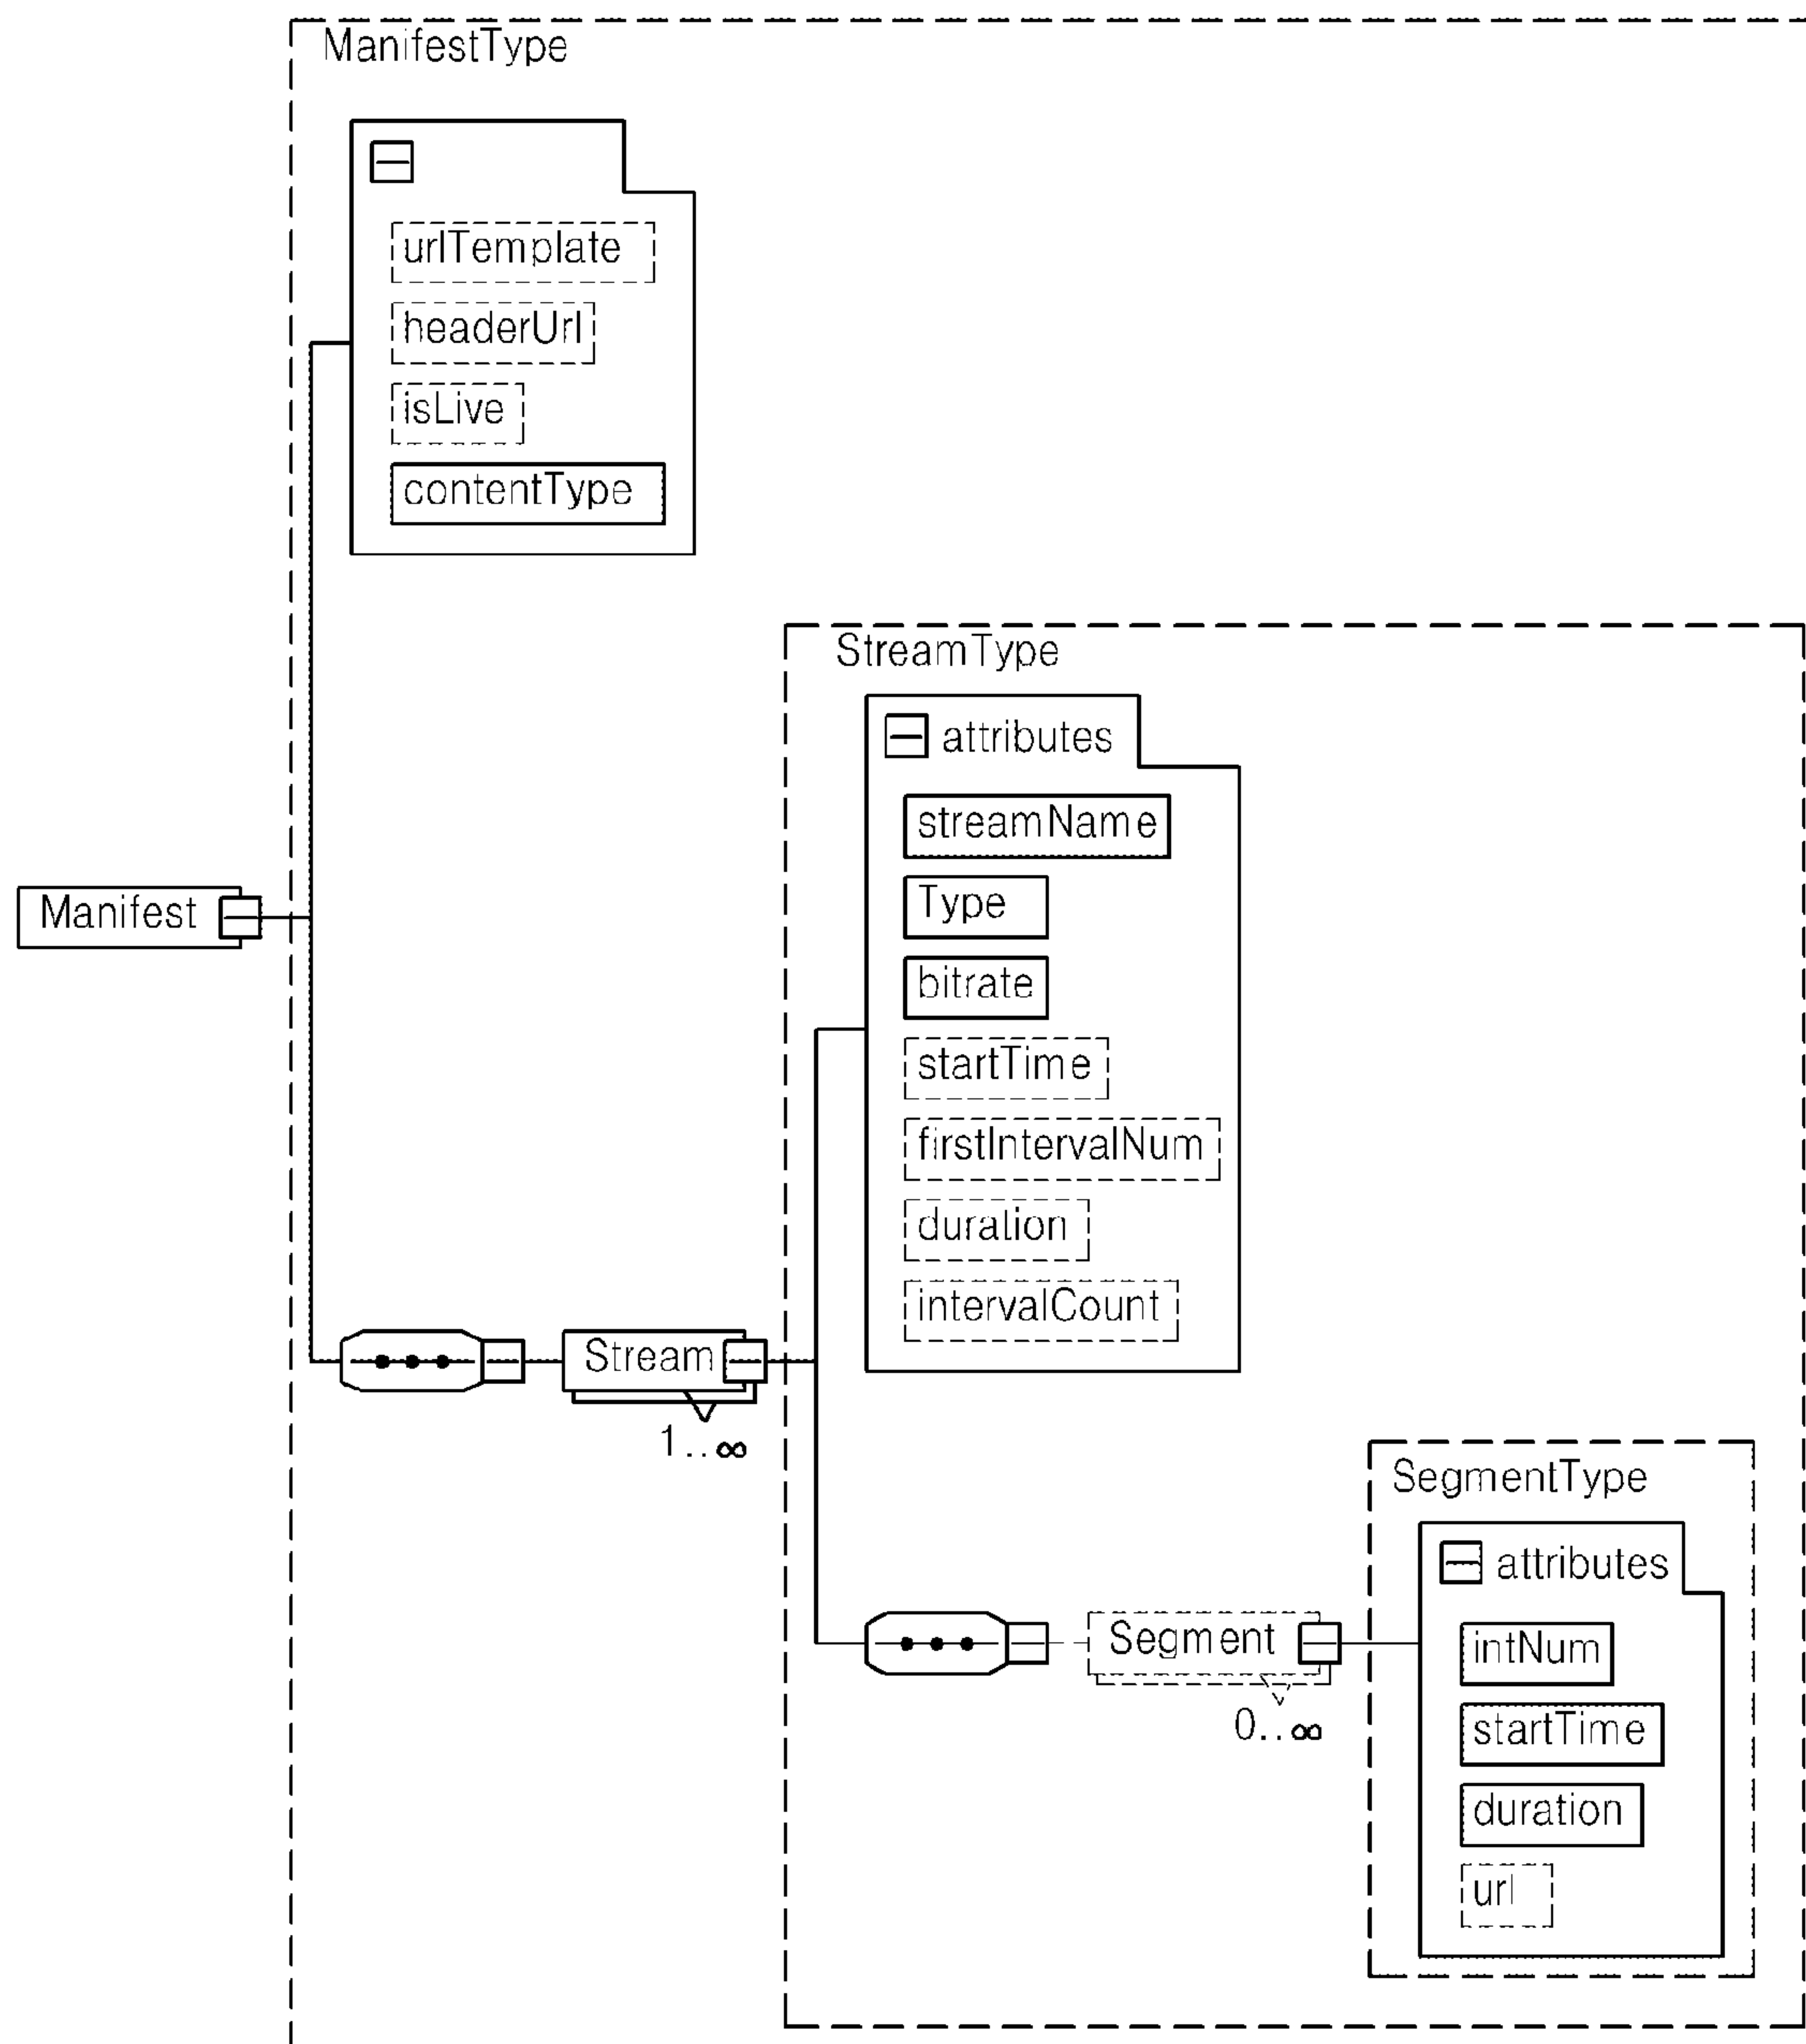 ManifestType
urlTemplate
headerUrl
isLive
contentType
StreamType
attributes
streamName
Type
bitrate
startTime
firstIntervalNum
duration
intervalCount
Manifest
Stream
1..∞
SegmentType
attributes
intNum
startTime
duration
url
Segment
0..∞